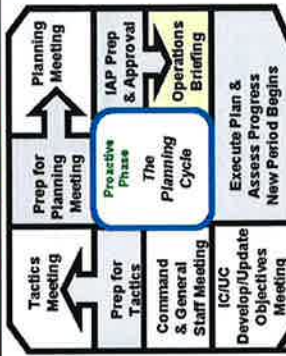 Tactics
Meeting
Prep for
Planning
Meeting
Planning
Meeting
Prep for
Tactics
Proactive
Phase
The
Planning
Cycle
IAP Prep
& Approval
Command
& General
Staff Meeting
Operations
Briefing
IC/UC
Develop/Update
Objectives
Meeting
Execute Plan &
Assess Progress
New Period Begins